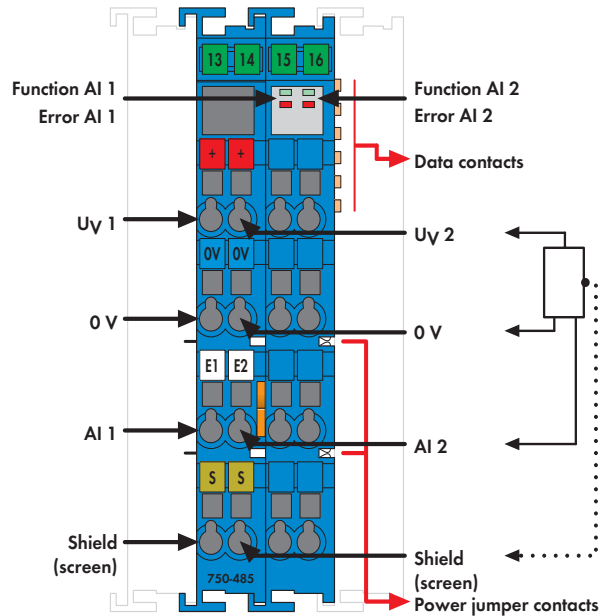 13 14 15 16
Function AI 1
Error AI 1
Function AI 2
Error AI 2
+ +
Data contacts
UV 1
UV 2
0V 0V
0 V
0 V
E1 E2
AI 1
AI 2
S S
Shield
(screen)
Shield
(screen)
750-485
Power jumper contacts